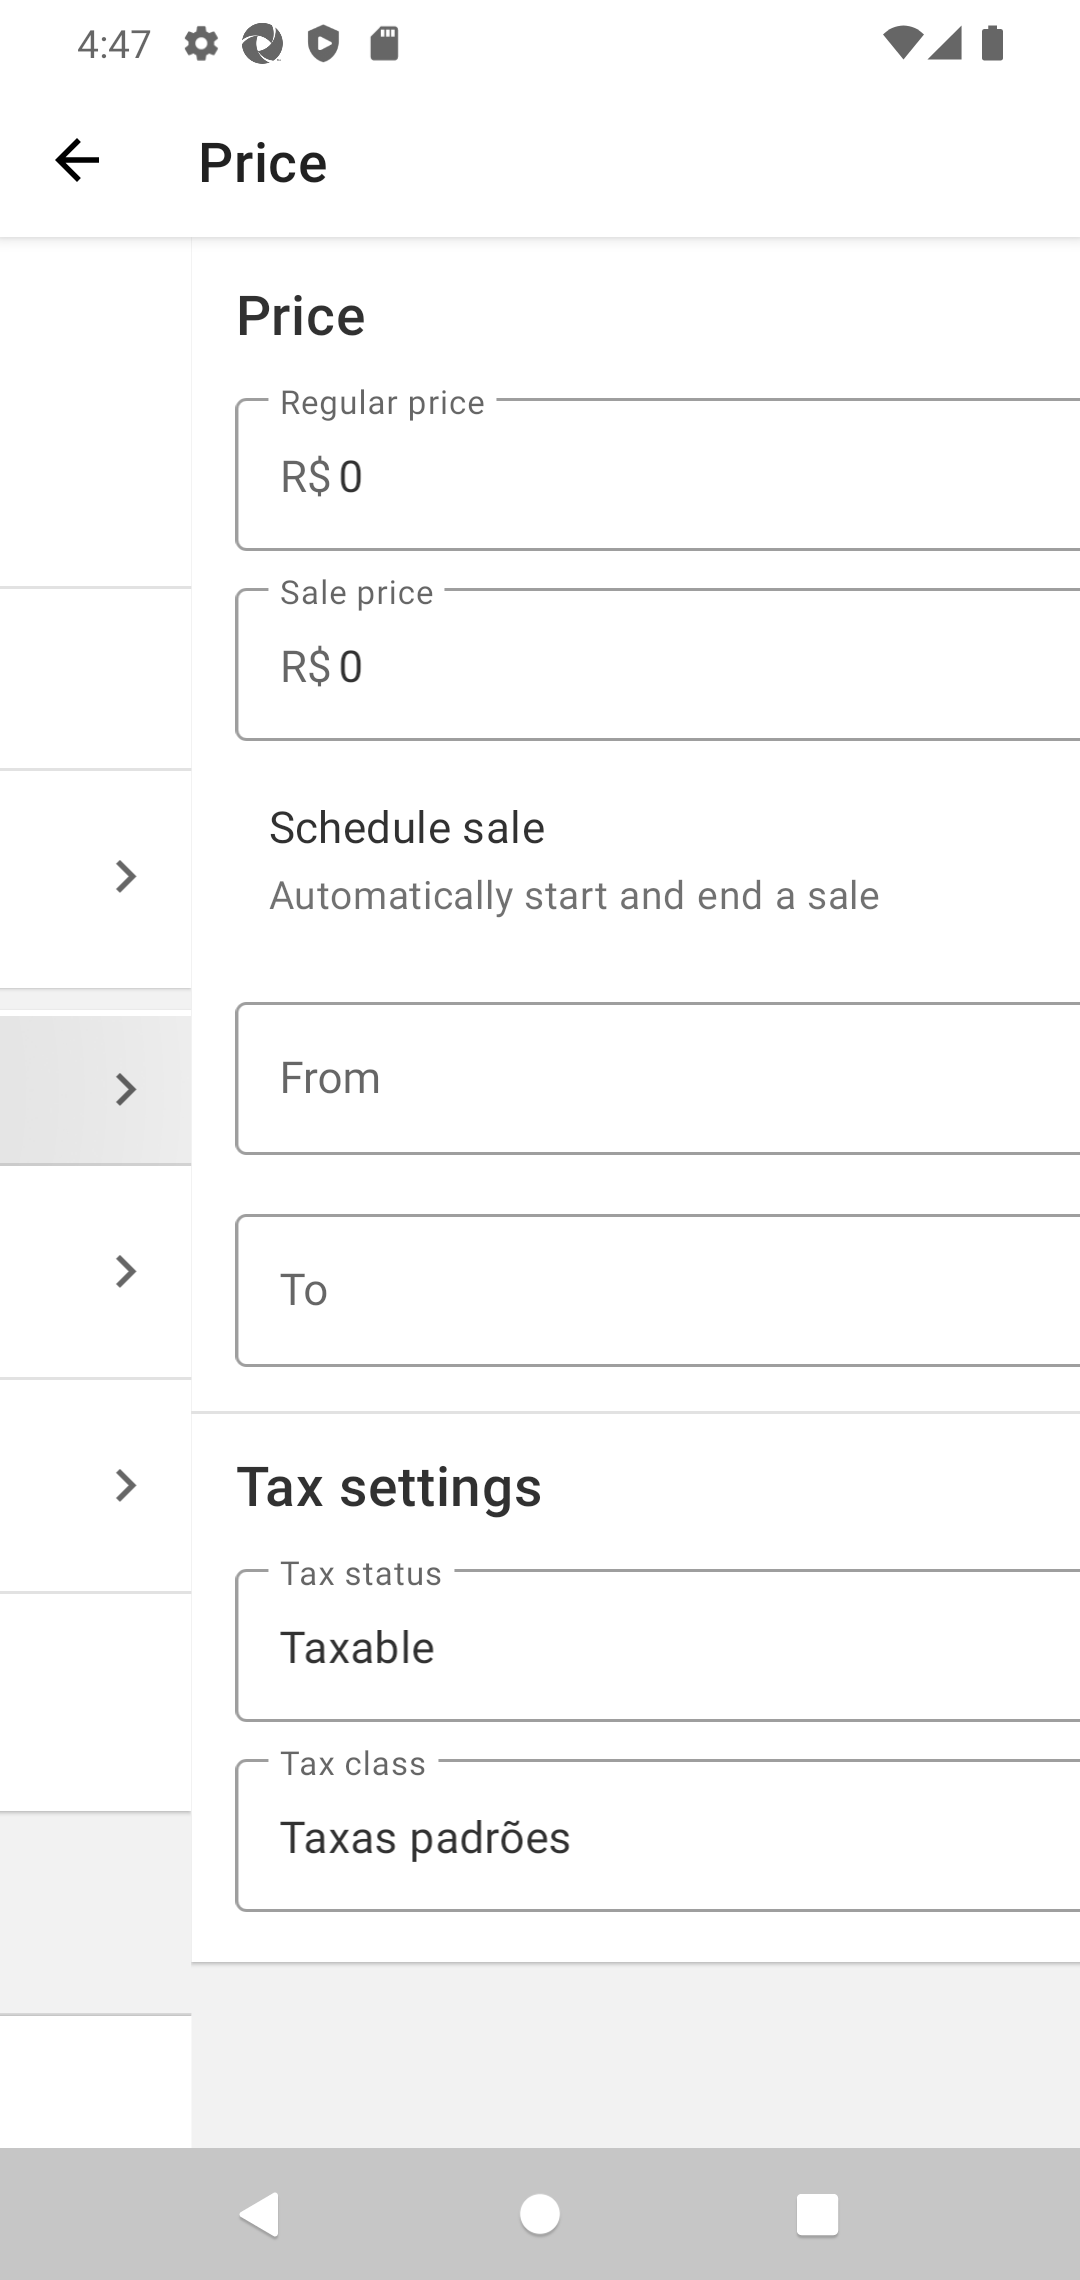 4:47
Price
Price
Regular price
R$ 0
Sale price
R$ 0
Schedule sale
Automatically start and end a sale
From
To
Tax settings
Tax status
Taxable
Tax class
Taxas padrões